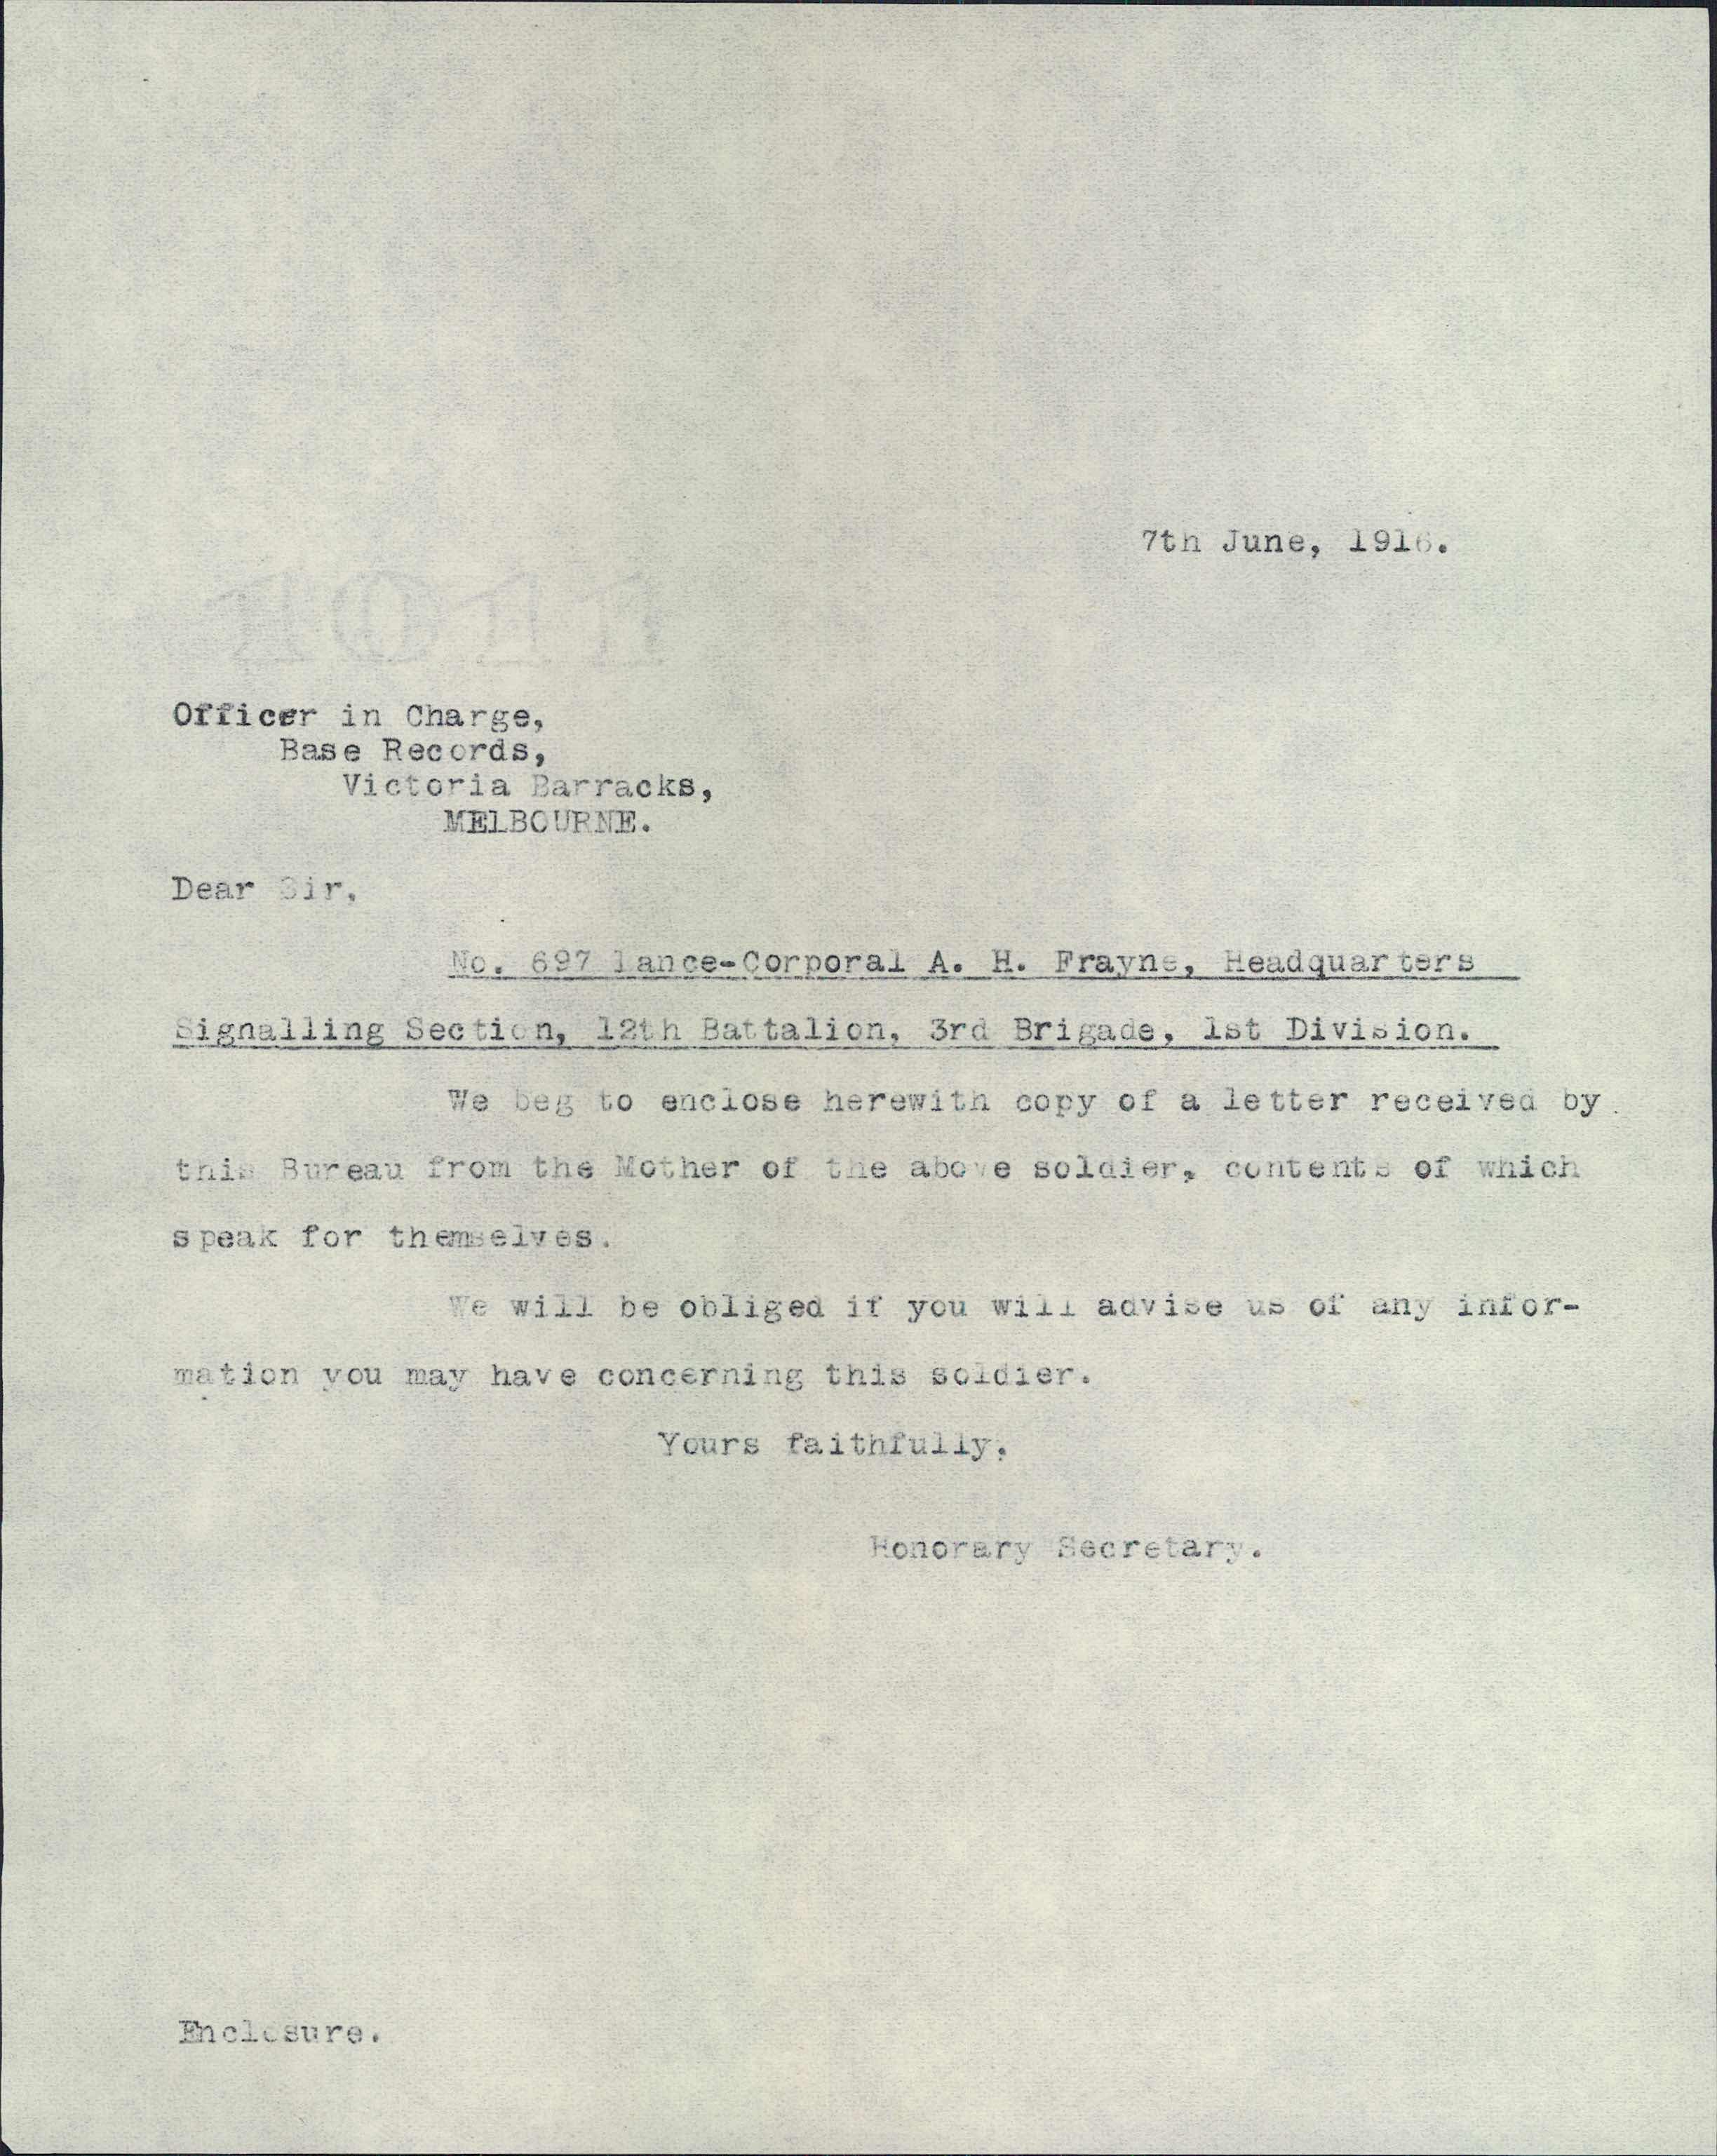 7th June, 1916.
Officer in Charge,
Base Records,
Victoria Barracks,
MELBOURNE.
Dear Sir,
No. 697 Lance-Corporal A. H. Frayne, Headquarters
Signalling Section, 12th Battalion, 3rd Brigade, 1st Division.
We beg to enclose herewith copy of a letter received by
this Bureau from the Mother of the above soldier, contents of which
speak for themselves.
We will be obliged if you will advise us of any infor-
mation you may have concerning this soldier.
Yours faithfully,
Honorary Secretary.
Enclosure.